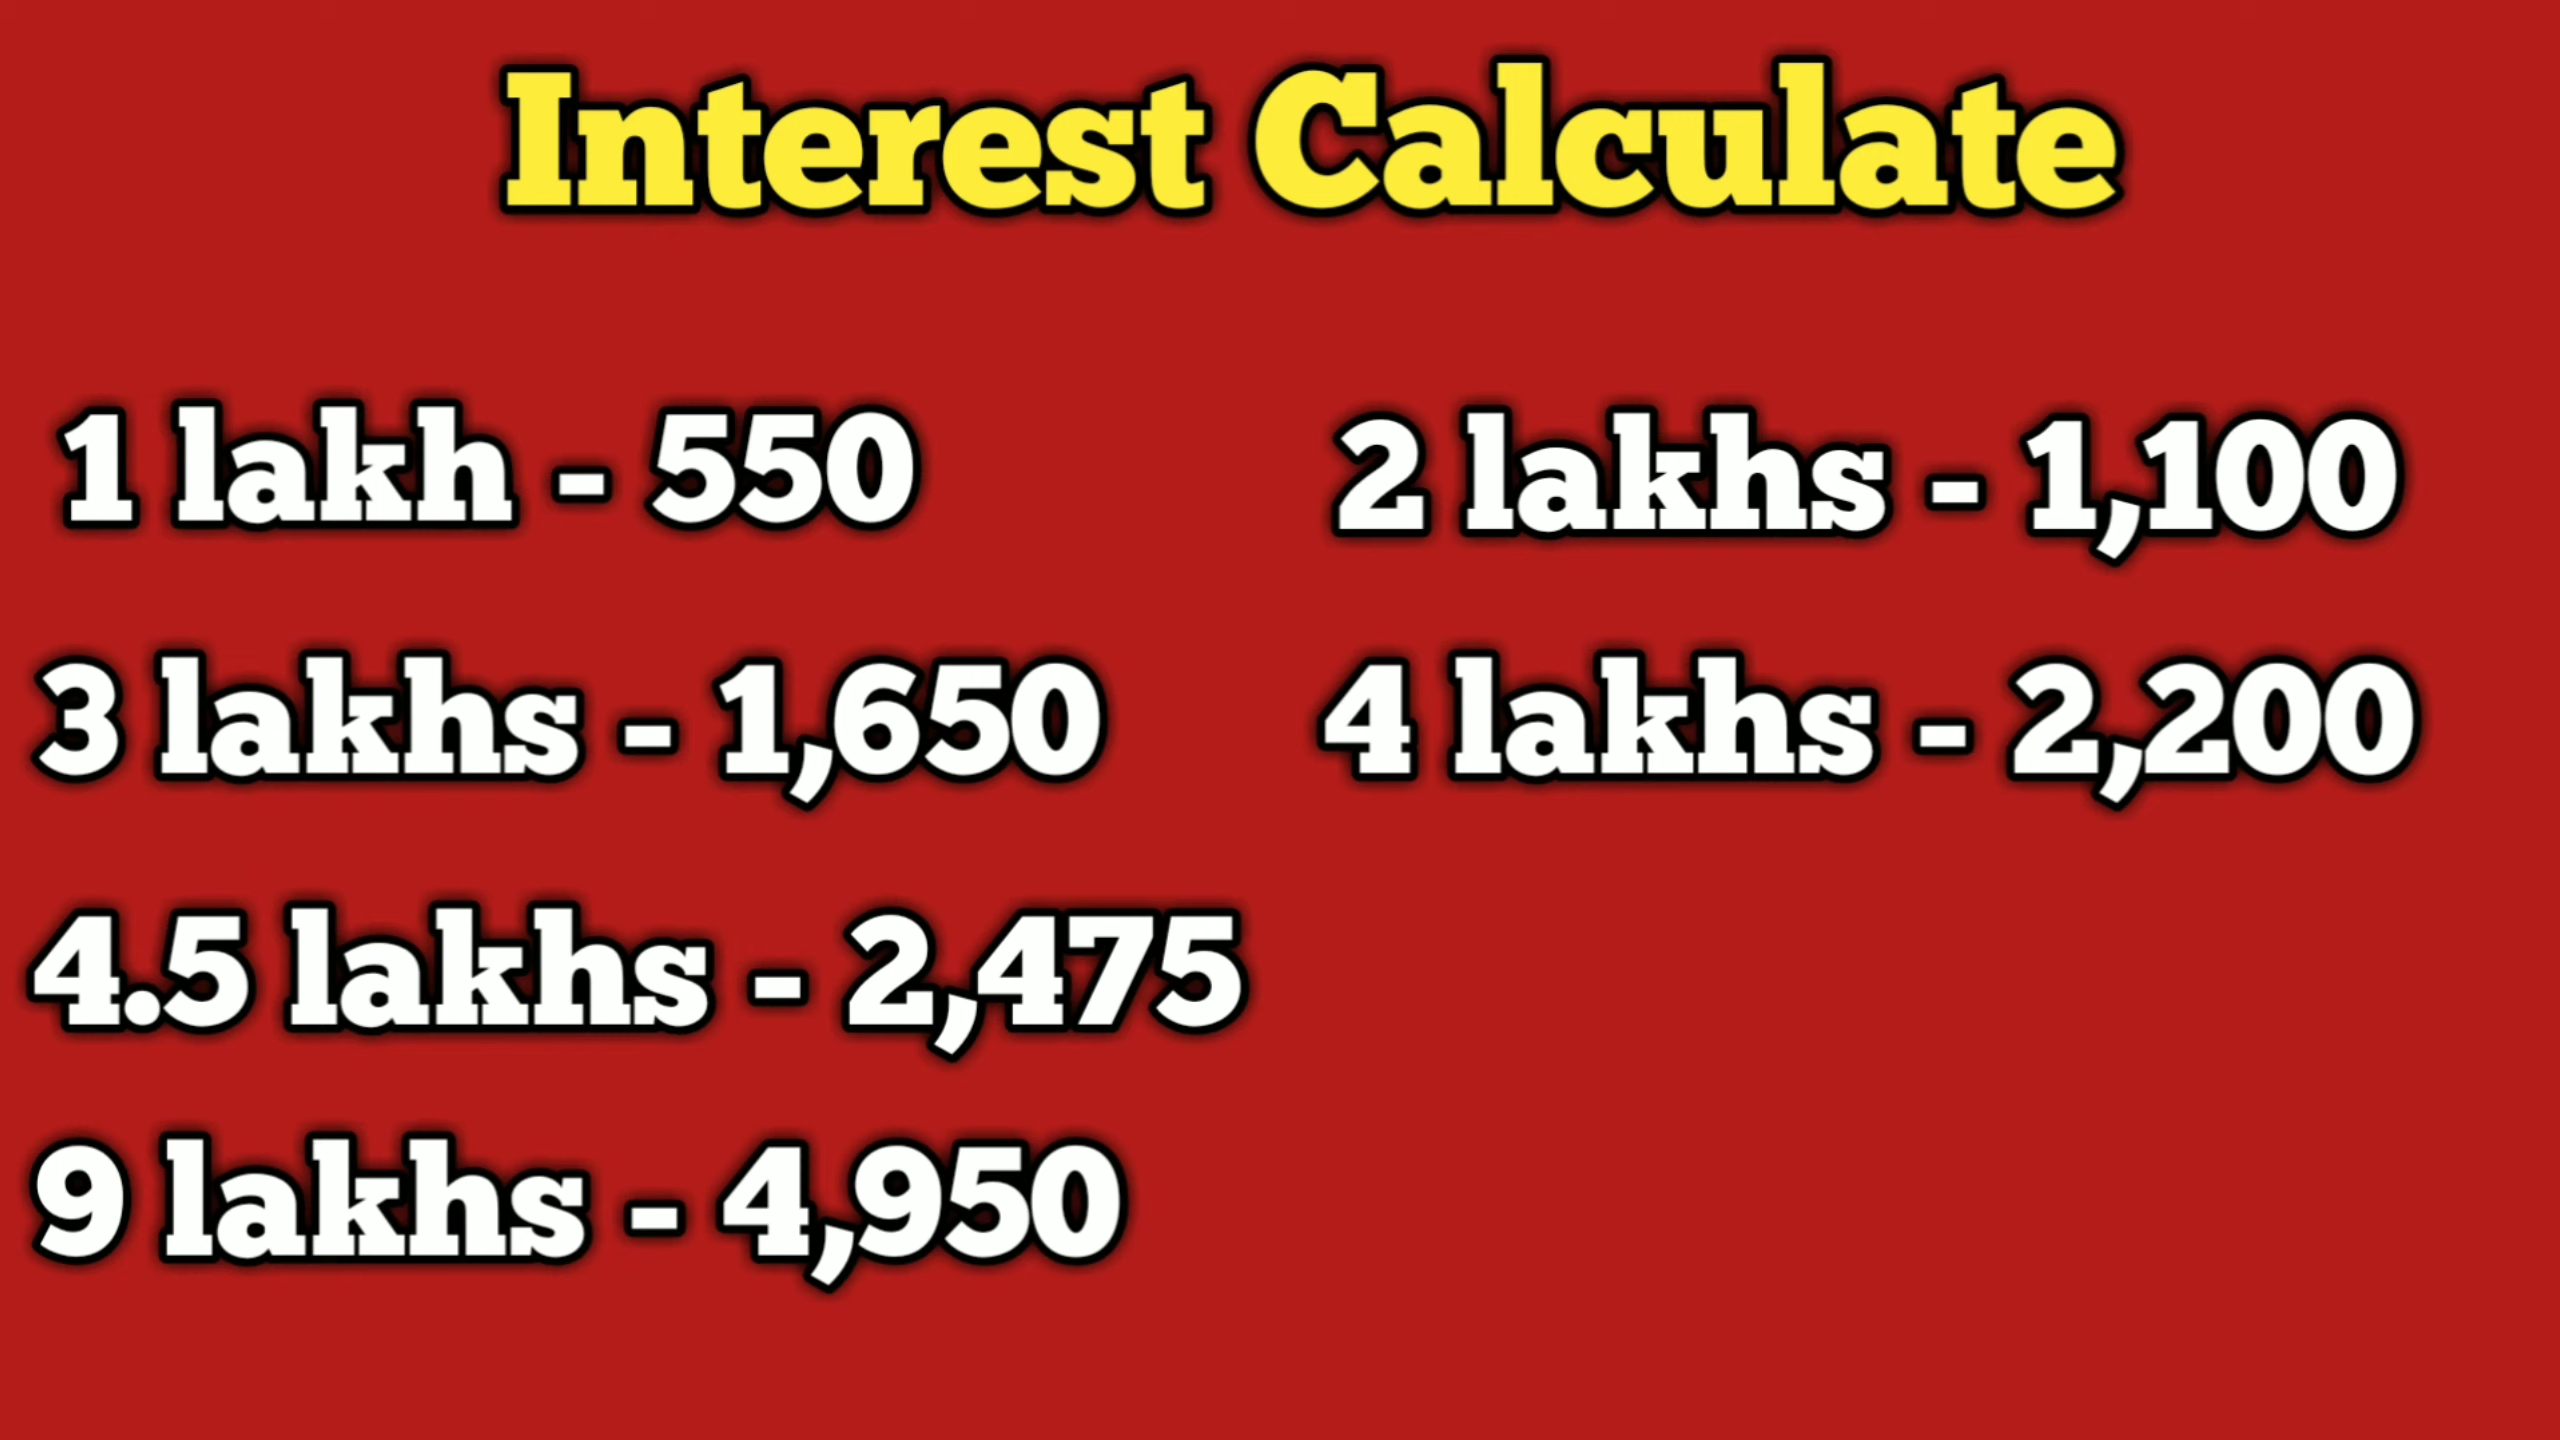 Interest Calculate
1 lakh - 550
2 lakhs - 1,100
3 lakhs - 1,650
4 lakhs - 2,200
4.5 lakhs - 2,475
9 lakhs - 4,950